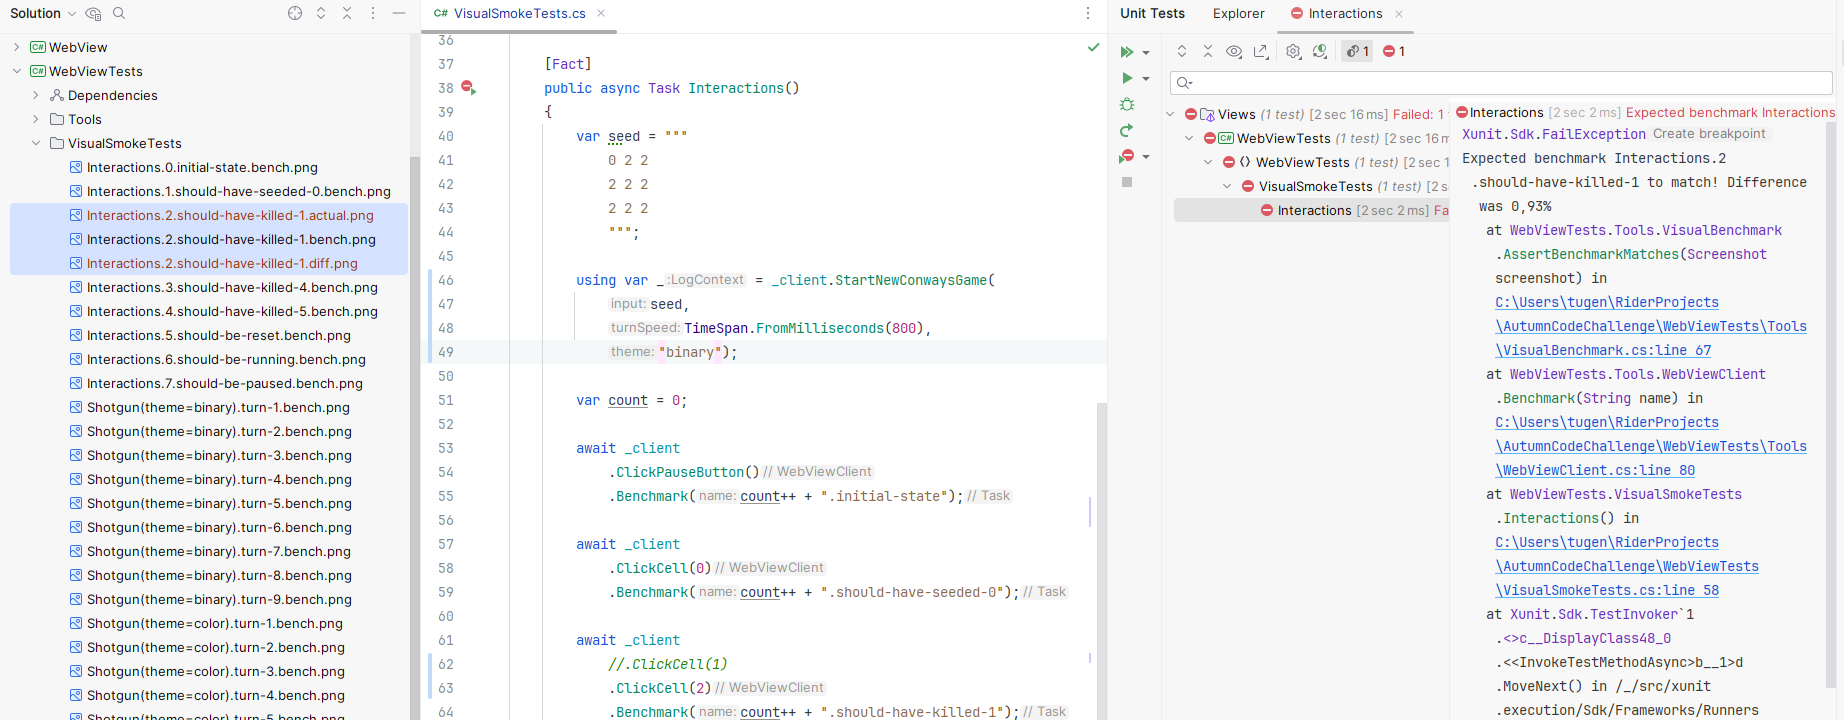 Solution
WebView
WebViewTests
Dependencies
Tools
VisualSmokeTests
Interactions.0.initial-state.bench.png
Interactions.1.should-have-seeded-0.bench.png
Interactions.2.should-have-killed-1.actual.png
Interactions.2.should-have-killed-1.bench.png
Interactions.2.should-have-killed-1.diff.png
Interactions.3.should-have-killed-4.bench.png
Interactions.4.should-have-killed-5.bench.png
Interactions.5.should-be-reset.bench.png
Interactions.6.should-be-running.bench.png
Interactions.7.should-be-paused.bench.png
Shotgun(theme=binary).turn-1.bench.png
Shotgun(theme=binary).turn-2.bench.png
Shotgun(theme=binary).turn-3.bench.png
Shotgun(theme=binary).turn-4.bench.png
Shotgun(theme=binary).turn-5.bench.png
Shotgun(theme=binary).turn-6.bench.png
Shotgun(theme=binary).turn-7.bench.png
Shotgun(theme=binary).turn-8.bench.png
Shotgun(theme=binary).turn-9.bench.png
Shotgun(theme=color).turn-1.bench.png
Shotgun(theme=color).turn-2.bench.png
Shotgun(theme=color).turn-3.bench.png
Shotgun(theme=color).turn-4.bench.png
Shotgun(theme=color).turn-5.bench.png
C# VisualSmokeTests.cs
36
37 [Fact]
38 public async Task Interactions()
39 {
40 var seed = """
41 0 2 2
42 2 2 2
43 2 2 2
44 """;
45
46 using var _ :LogContext = _client.StartNewConwaysGame(
47 input: seed,
48 turnSpeed: TimeSpan.FromMilliseconds(800),
49 theme: "binary");
50
51 var count = 0;
52
53 await _client
54 .ClickPauseButton() // WebViewClient
55 .Benchmark( name: count++ + ".initial-state"); // Task
56
57 await _client
58 .ClickCell(0) // WebViewClient
59 .Benchmark( name: count++ + ".should-have-seeded-0"); // Task
60
61 await _client
62 //.ClickCell(1)
63 .ClickCell(2) // WebViewClient
64 .Benchmark( name: count++ + ".should-have-killed-1"); // Task
Unit Tests Explorer Interactions
1 1
Views (1 test) [2 sec 16 ms] Failed: 1
WebViewTests (1 test) [2 sec 16 m
WebViewTests (1 test) [2 sec 1
VisualSmokeTests (1 test) [2 s
Interactions [2 sec 2 ms] Fa
Interactions [2 sec 2 ms] Expected benchmark Interactions
Xunit.Sdk.FailException Create breakpoint
Expected benchmark Interactions.2
.should-have-killed-1 to match! Difference
was 0,93%
at WebViewTests.Tools.VisualBenchmark
.AssertBenchmarkMatches(Screenshot
screenshot) in
C:\Users\tugen\RiderProjects
\AutumnCodeChallenge\WebViewTests\Tools
\VisualBenchmark.cs:line 67
at WebViewTests.Tools.WebViewClient
.Benchmark(String name) in
C:\Users\tugen\RiderProjects
\AutumnCodeChallenge\WebViewTests\Tools
\WebViewClient.cs:line 80
at WebViewTests.VisualSmokeTests
.Interactions() in
C:\Users\tugen\RiderProjects
\AutumnCodeChallenge\WebViewTests
\VisualSmokeTests.cs:line 58
at Xunit.Sdk.TestInvoker`1
.<>c__DisplayClass48_0
.<<InvokeTestMethodAsync>b__1>d
.MoveNext() in /_/src/xunit
.execution/Sdk/Frameworks/Runners